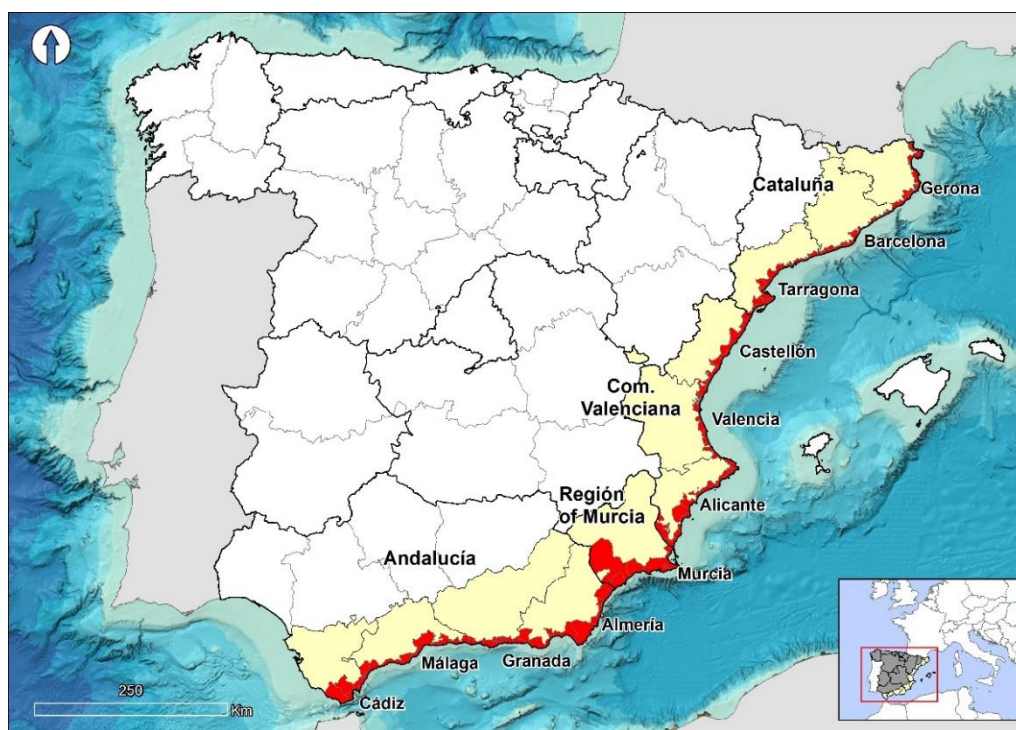 Cataluña
Gerona
Barcelona
Tarragona
Castellón
Com.
Valenciana
Valencia
Región
of Murcia
Alicante
Andalucía
Murcia
Almería
Málaga
Granada
Cádiz
250
Km